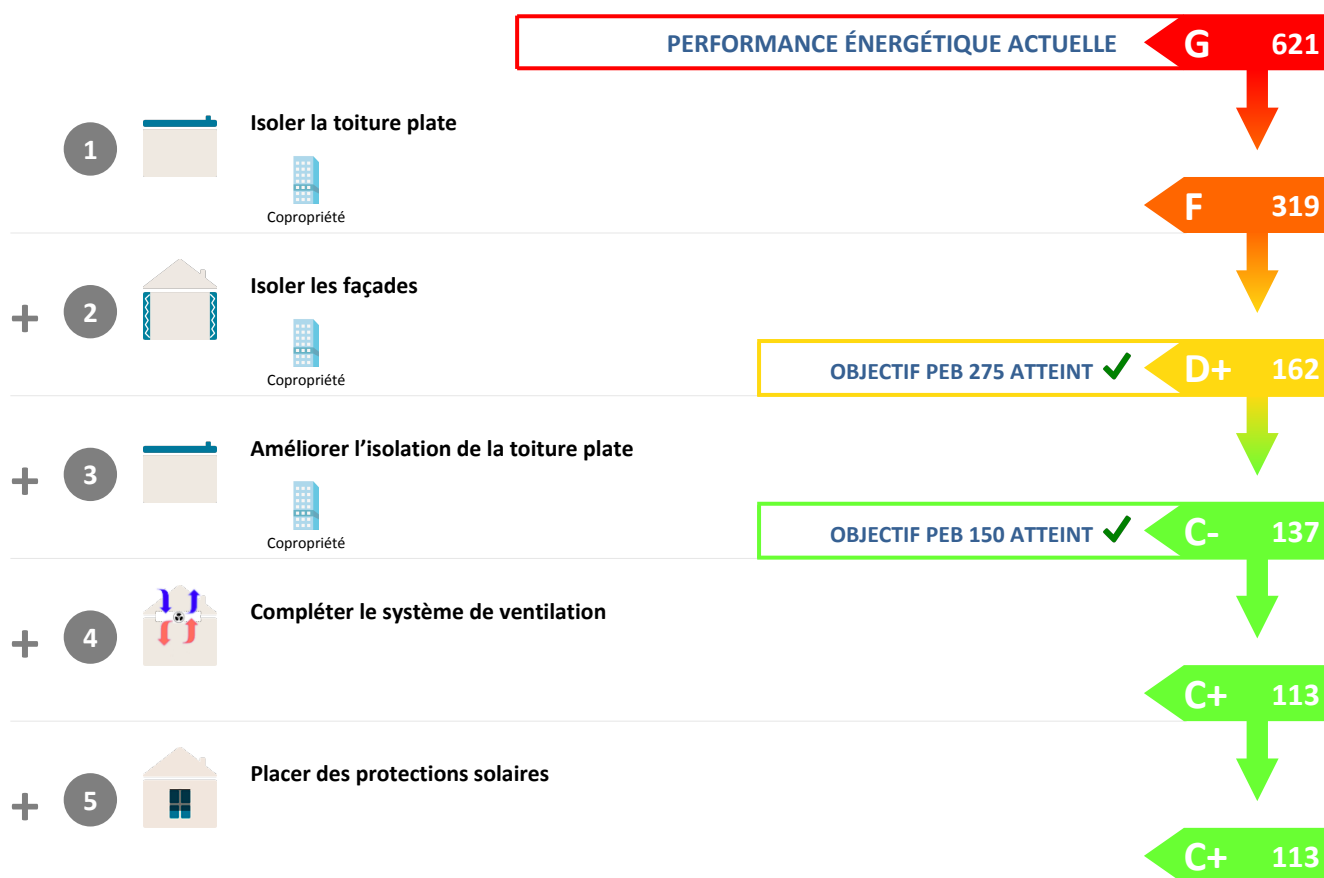 PERFORMANCE ÉNERGÉTIQUE ACTUELLE G 621
1 Isoler la toiture plate
Copropriété
F 319
+ 2 Isoler les façades
Copropriété
OBJECTIF PEB 275 ATTEINT ✓ D+ 162
+ 3 Améliorer l’isolation de la toiture plate
Copropriété
OBJECTIF PEB 150 ATTEINT ✓ C- 137
+ 4 Compléter le système de ventilation
C+ 113
+ 5 Placer des protections solaires
C+ 113